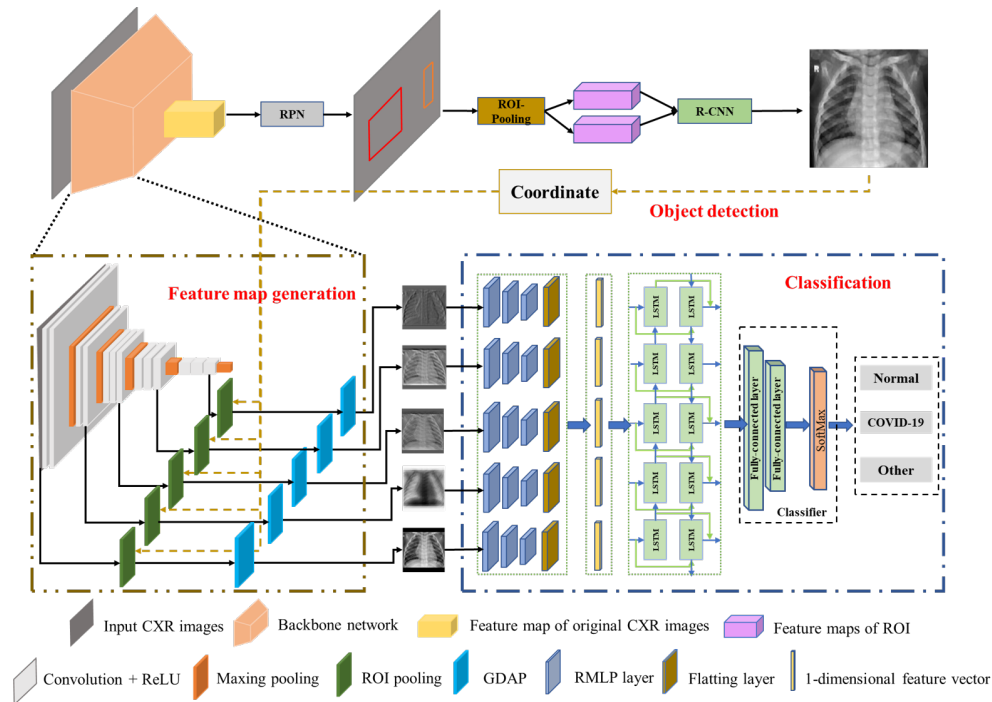 RPN
ROI-
Pooling
R-CNN
Coordinate
Object detection
Feature map generation
Classification
LSTM
LSTM
LSTM
LSTM
LSTM
LSTM
LSTM
LSTM
LSTM
LSTM
Fully-connected layer
Fully-connected layer
SoftMax
Classifier
Normal
COVID-19
Other
Input CXR images
Backbone network
Feature map of original CXR images
Feature maps of ROI
Convolution + ReLU
Maxing pooling
ROI pooling
GDAP
RMLP layer
Flatting layer
1-dimensional feature vector